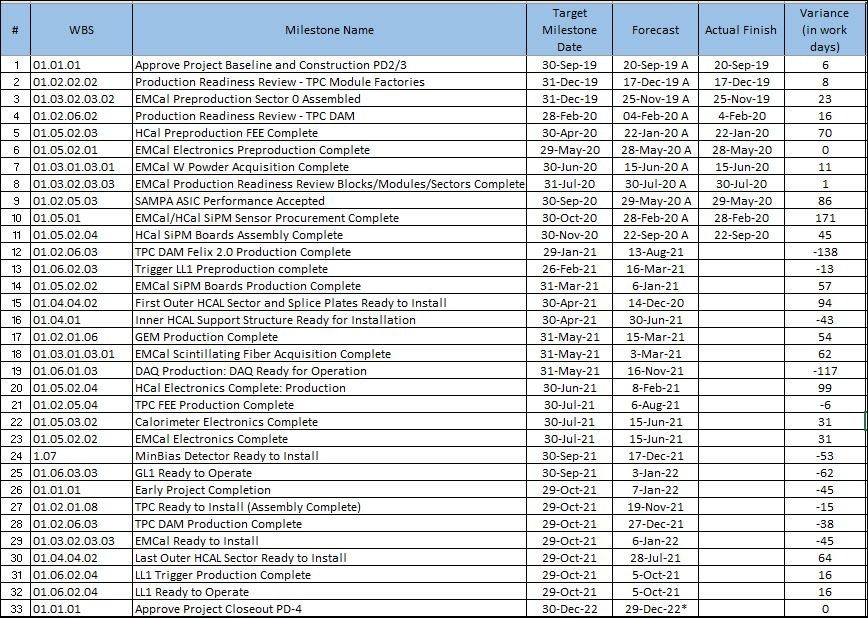 # WBS Milestone Name Target Milestone Date Forecast Actual Finish Variance (in work days)
1 01.01.01 Approve Project Baseline and Construction PD2/3 30-Sep-19 20-Sep-19 A 20-Sep-19 6
2 01.02.02.02 Production Readiness Review - TPC Module Factories 31-Dec-19 17-Dec-19 A 17-Dec-19 8
3 01.03.02.03.02 EMCal Preproduction Sector 0 Assembled 31-Dec-19 25-Nov-19 A 25-Nov-19 23
4 01.02.06.02 Production Readiness Review - TPC DAM 28-Feb-20 04-Feb-20 A 4-Feb-20 16
5 01.05.02.03 HCal Preproduction FEE Complete 30-Apr-20 22-Jan-20 A 22-Jan-20 70
6 01.05.02.01 EMCal Electronics Preproduction Complete 29-May-20 28-May-20 A 28-May-20 0
7 01.03.01.03.01 EMCal W Powder Acquisition Complete 30-Jun-20 15-Jun-20 A 15-Jun-20 11
8 01.03.02.03.03 EMCal Production Readiness Review Blocks/Modules/Sectors Complete 31-Jul-20 30-Jul-20 A 30-Jul-20 1
9 01.02.05.03 SAMPA ASIC Performance Accepted 30-Sep-20 29-May-20 A 29-May-20 86
10 01.05.01 EMCal/HCal SiPM Sensor Procurement Complete 30-Oct-20 28-Feb-20 A 28-Feb-20 171
11 01.05.02.04 HCal SiPM Boards Assembly Complete 30-Nov-20 22-Sep-20 A 22-Sep-20 45
12 01.02.06.03 TPC DAM Felix 2.0 Production Complete 29-Jan-21 13-Aug-21 -138
13 01.06.02.03 Trigger LL1 Preproduction complete 26-Feb-21 16-Mar-21 -13
14 01.05.02.02 EMCal SiPM Boards Production Complete 31-Mar-21 6-Jan-21 57
15 01.04.04.02 First Outer HCAL Sector and Splice Plates Ready to Install 30-Apr-21 14-Dec-20 94
16 01.04.01 Inner HCAL Support Structure Ready for Installation 30-Apr-21 30-Jun-21 -43
17 01.02.01.06 GEM Production Complete 31-May-21 15-Mar-21 54
18 01.03.01.03.01 EMCal Scintillating Fiber Acquisition Complete 31-May-21 3-Mar-21 62
19 01.06.01.03 DAQ Production: DAQ Ready for Operation 31-May-21 16-Nov-21 -117
20 01.05.02.04 HCal Electronics Complete: Production 30-Jun-21 8-Feb-21 99
21 01.02.05.04 TPC FEE Production Complete 30-Jul-21 6-Aug-21 -6
22 01.05.03.02 Calorimeter Electronics Complete 30-Jul-21 15-Jun-21 31
23 01.05.02.02 EMCal Electronics Complete 30-Jul-21 15-Jun-21 31
24 1.07 MinBias Detector Ready to Install 30-Sep-21 17-Dec-21 -53
25 01.06.03.03 GL1 Ready to Operate 30-Sep-21 3-Jan-22 -62
26 01.01.01 Early Project Completion 29-Oct-21 7-Jan-22 -45
27 01.02.01.08 TPC Ready to Install (Assembly Complete) 29-Oct-21 19-Nov-21 -15
28 01.02.06.03 TPC DAM Production Complete 29-Oct-21 27-Dec-21 -38
29 01.03.02.03.03 EMCal Ready to Install 29-Oct-21 6-Jan-22 -45
30 01.04.04.02 Last Outer HCAL Sector Ready to Install 29-Oct-21 28-Jul-21 64
31 01.06.02.04 LL1 Trigger Production Complete 29-Oct-21 5-Oct-21 16
32 01.06.02.04 LL1 Ready to Operate 29-Oct-21 5-Oct-21 16
33 01.01.01 Approve Project Closeout PD-4 30-Dec-22 29-Dec-22* 0